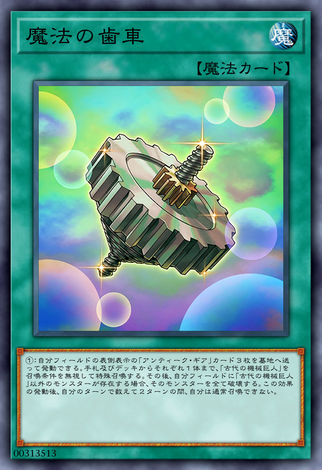 魔法の歯車
魔
【魔法カード】
①：自分フィールドの表側表示の「アンティーク・ギア」カード３枚を墓地へ送
って発動できる。手札及びデッキからそれぞれ１体まで、「古代の機械巨人」を
召喚条件を無視して特殊召喚する。その後、自分フィールドに「古代の機械巨人」
以外のモンスターが存在する場合、そのモンスターを全て破壊する。この効果
の発動後、自分のターンで数えて２ターンの間、自分は通常召喚できない。
00313513